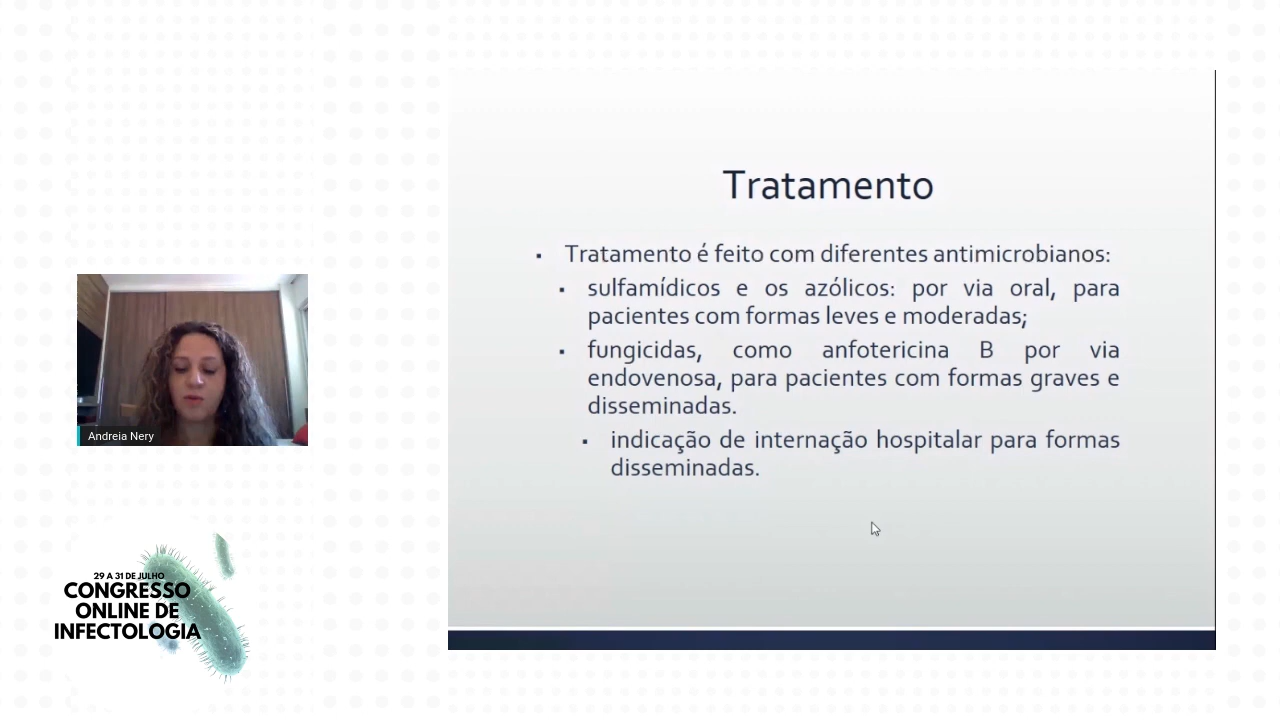 Tratamento
▪ Tratamento é feito com diferentes antimicrobianos:
▪ sulfamídicos e os azólicos: por via oral, para
pacientes com formas leves e moderadas;
▪ fungicidas, como anfotericina B por via
endovenosa, para pacientes com formas graves e
disseminadas.
▪ indicação de internação hospitalar para formas
disseminadas.
Andreia Nery
29 A 31 DE JULHO
CONGRESSO
ONLINE DE
INFECTOLOGIA